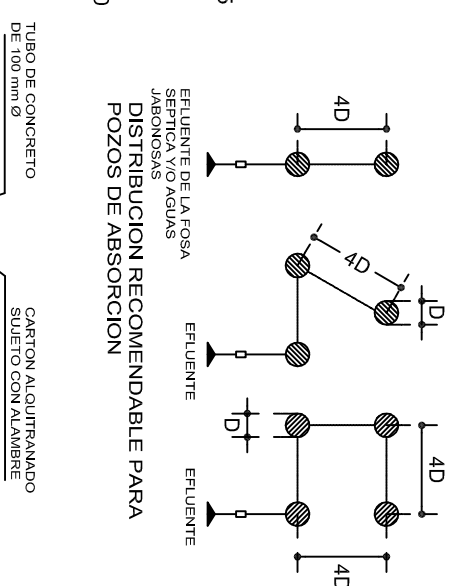 4D
4D
D
4D
4D
D
EFLUENTE DE LA FOSA
SEPTICA Y/O AGUAS
JABONOSAS
EFLUENTE
EFLUENTE
DISTRIBUCION RECOMENDABLE PARA
POZOS DE ABSORCION
TUBO DE CONCRETO
DE 100 mm Ø
CARTON ALQUITRANADO
SUJETO CON ALAMBRE